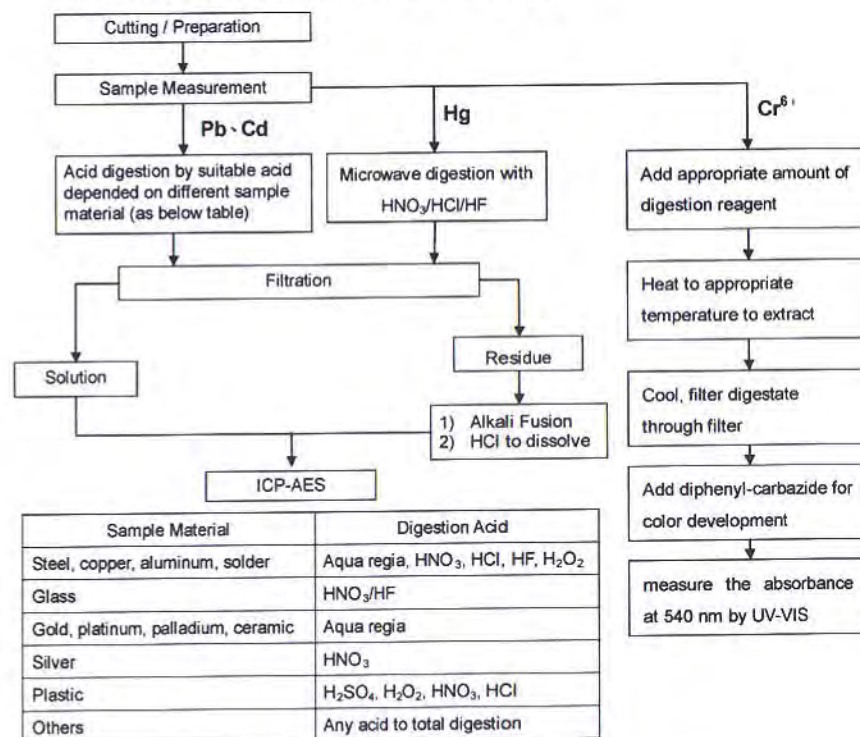 Cutting / Preparation
Sample Measurement
Pb、Cd
Hg
Cr⁶⁺
Acid digestion by suitable acid
depended on different sample
material (as below table)
Microwave digestion with
HNO₃/HCl/HF
Add appropriate amount of
digestion reagent
Filtration
Heat to appropriate
temperature to extract
Solution
Residue
1) Alkali Fusion
2) HCl to dissolve
Cool, filter digestate
through filter
ICP-AES
Add diphenyl-carbazide for
color development
measure the absorbance
at 540 nm by UV-VIS
Sample Material Digestion Acid
Steel, copper, aluminum, solder Aqua regia, HNO₃, HCl, HF, H₂O₂
Glass HNO₃/HF
Gold, platinum, palladium, ceramic Aqua regia
Silver HNO₃
Plastic H₂SO₄, H₂O₂, HNO₃, HCl
Others Any acid to total digestion